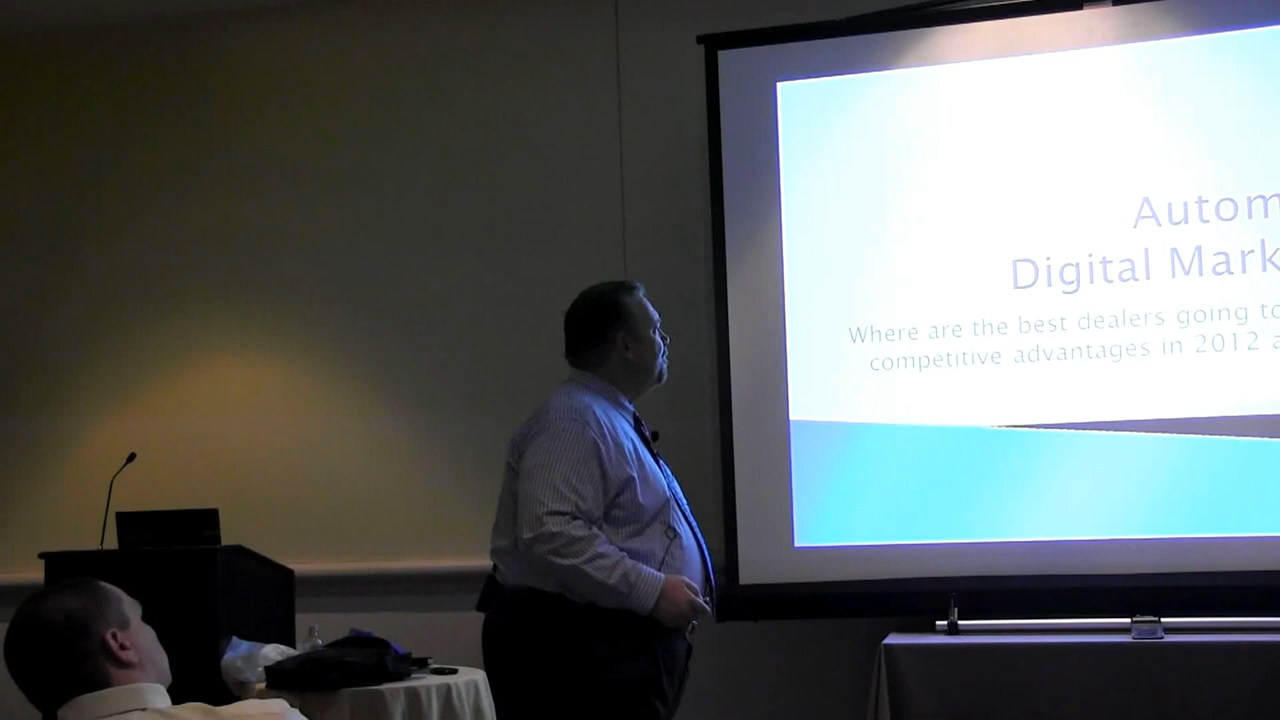 Autom
Digital Mark
Where are the best dealers going to
competitive advantages in 2012 a